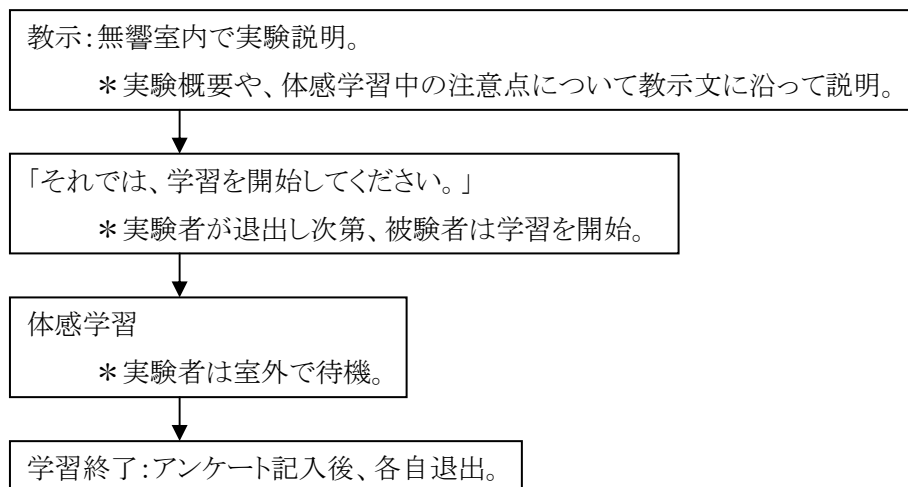 教示：無響室内で実験説明。
＊実験概要や、体感学習中の注意点について教示文に沿って説明。
「それでは、学習を開始してください。」
＊実験者が退出し次第、被験者は学習を開始。
体感学習
＊実験者は室外で待機。
学習終了：アンケート記入後、各自退出。